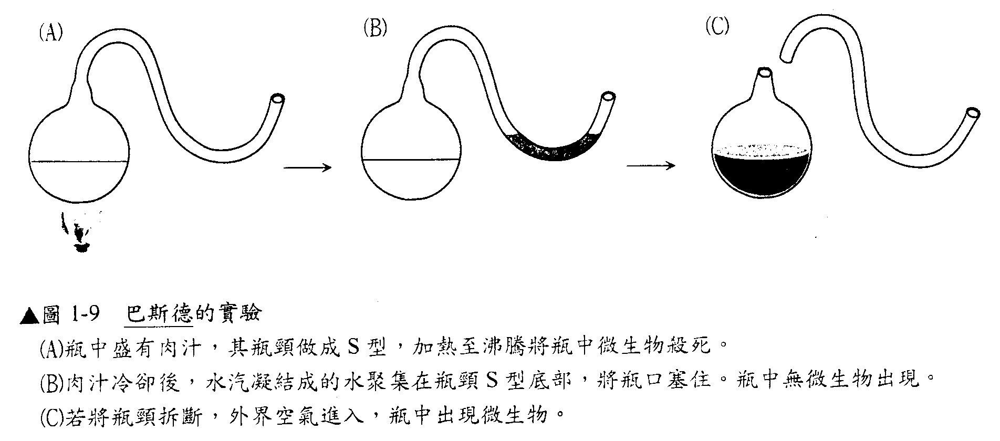 (A)
(B)
(C)
▲圖 1-9 巴斯德的實驗
(A)瓶中盛有肉汁，其瓶頸做成 S 型，加熱至沸騰將瓶中微生物殺死。
(B)肉汁冷卻後，水汽凝結成的水聚集在瓶頸 S 型底部，將瓶口塞住。瓶中無微生物出現。
(C)若將瓶頸拆斷，外界空氣進入，瓶中出現微生物。